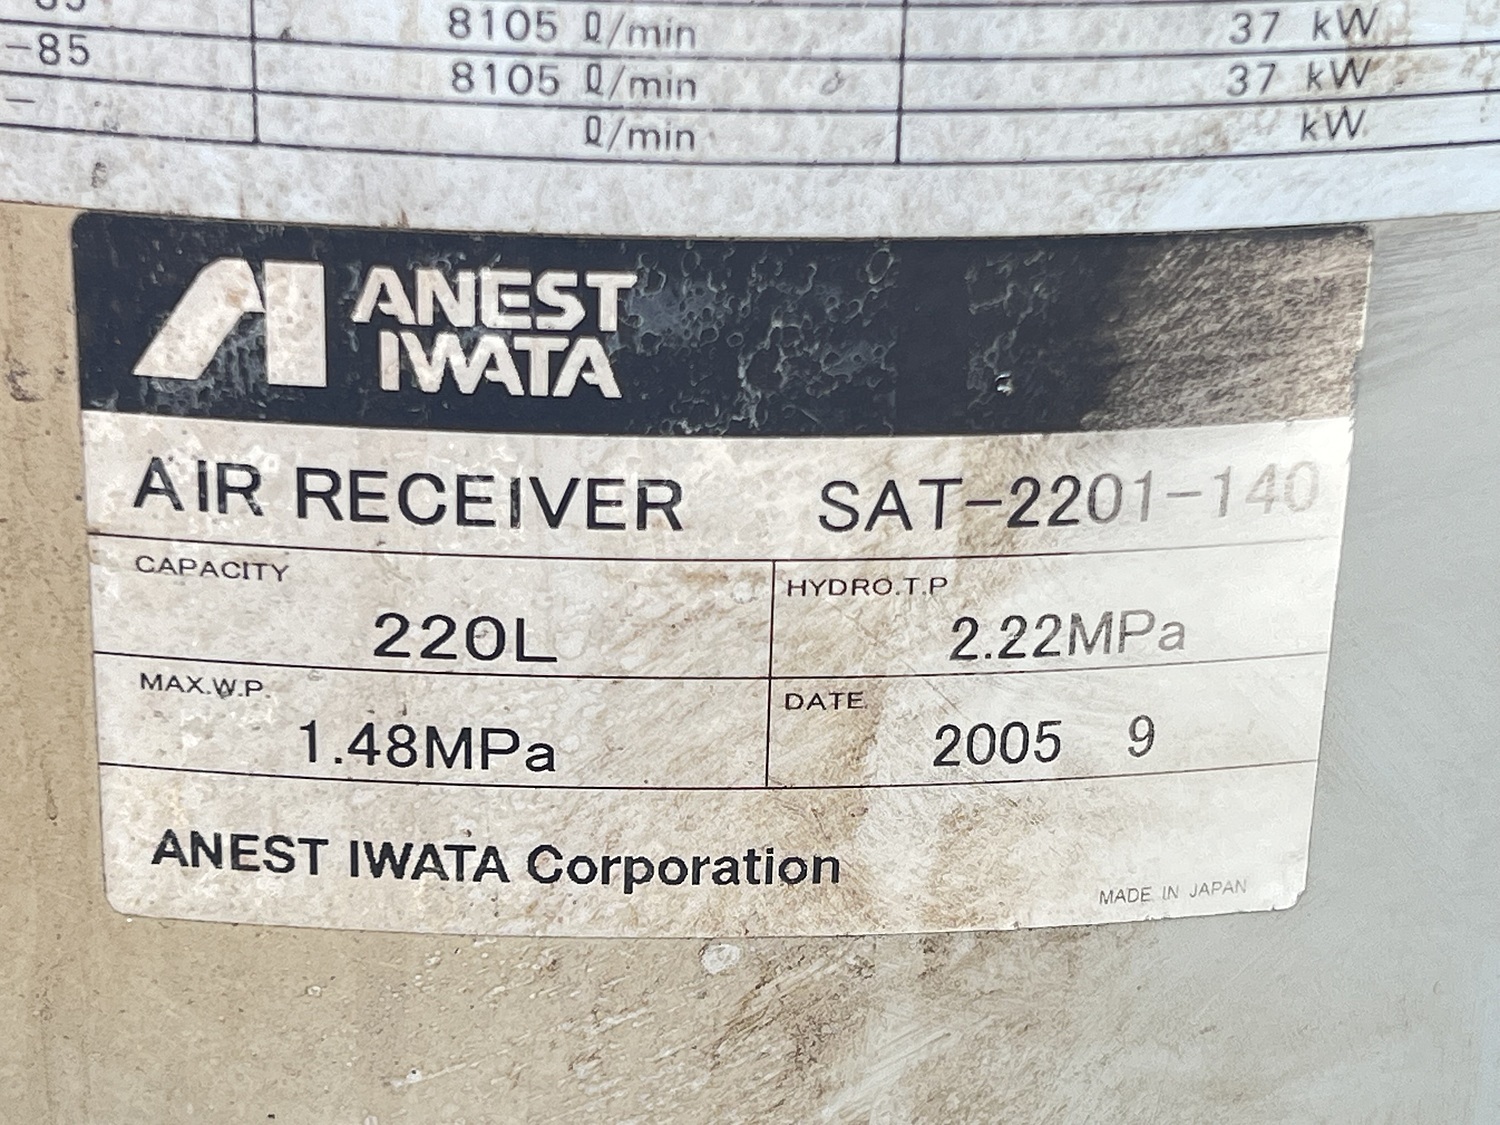 8105 ℓ/min 37 kW
-85 8105 ℓ/min 37 kW
- ℓ/min kW
ANEST
IWATA
AIR RECEIVER SAT-2201-140
CAPACITY HYDRO.T.P
220L 2.22MPa
MAX.W.P. DATE
1.48MPa 2005 9
ANEST IWATA Corporation
MADE IN JAPAN